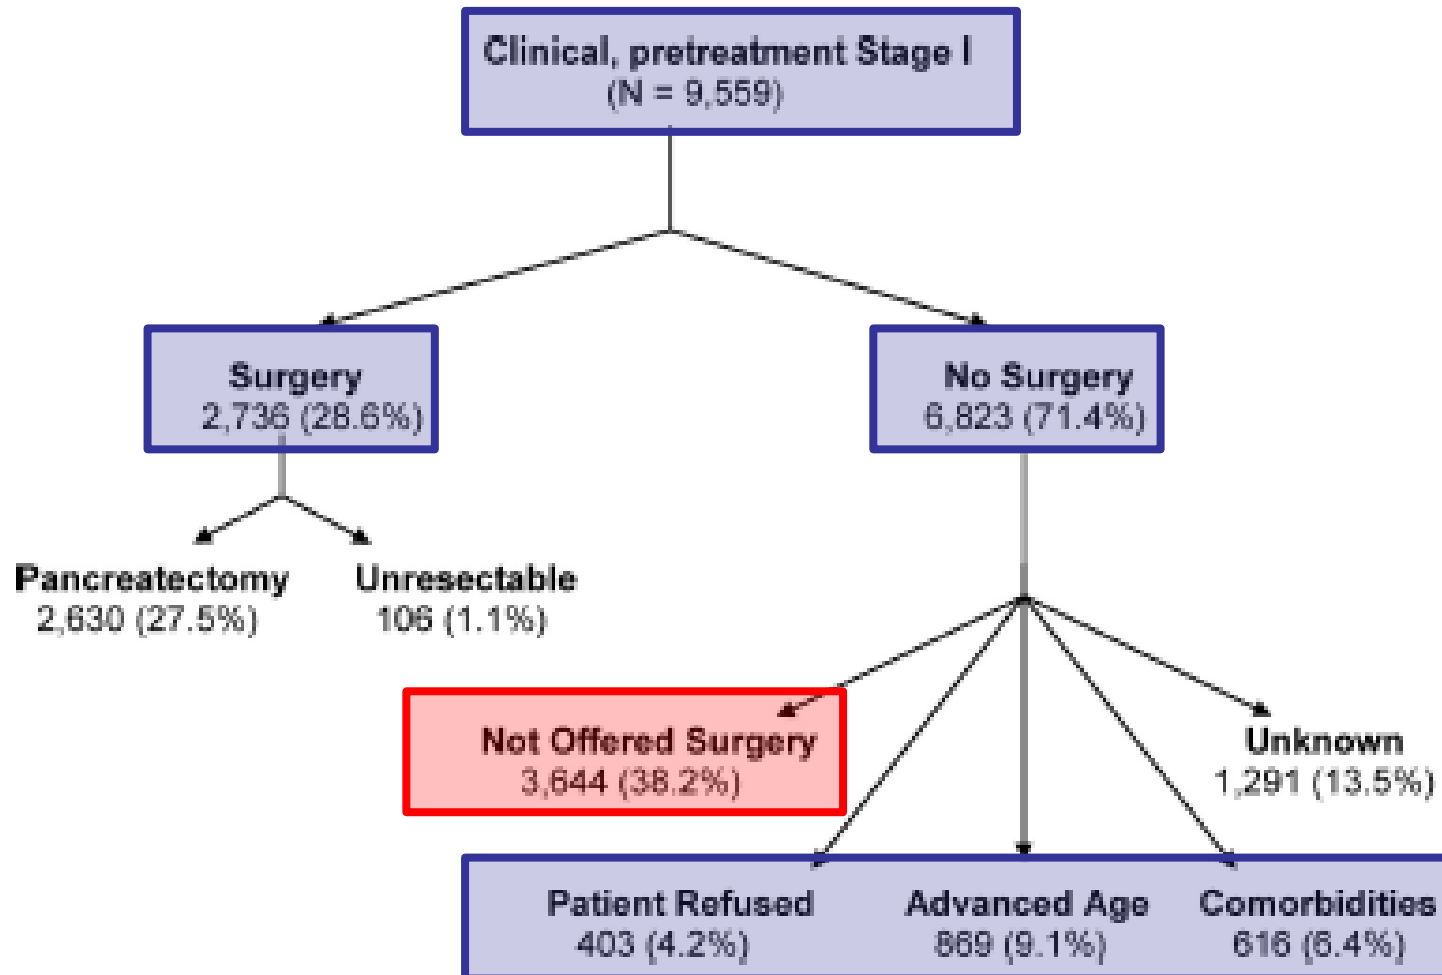 Clinical, pretreatment Stage I
(N = 9,559)
Surgery
2,736 (28.6%)
No Surgery
6,823 (71.4%)
Pancreatectomy
2,630 (27.5%)
Unresectable
106 (1.1%)
Not Offered Surgery
3,644 (38.2%)
Unknown
1,291 (13.5%)
Patient Refused
403 (4.2%)
Advanced Age
869 (9.1%)
Comorbidities
616 (6.4%)